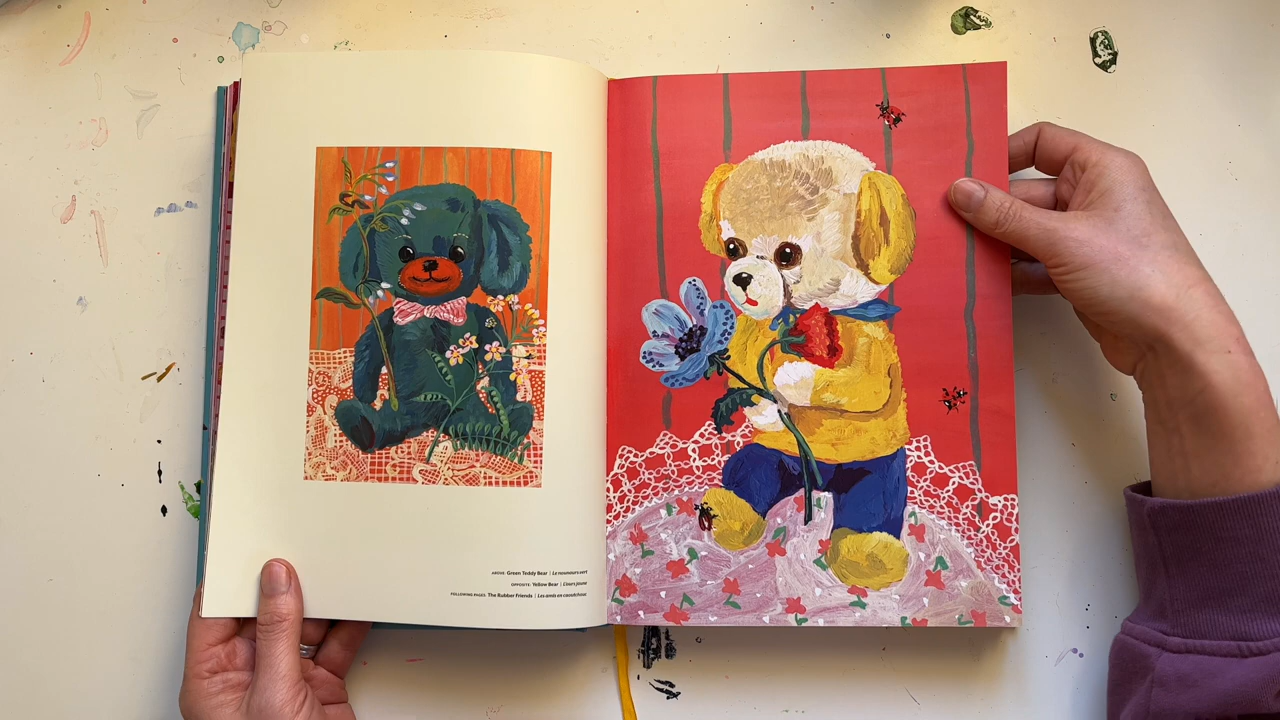 ABOVE: Green Teddy Bear | Le nounours vert
OPPOSITE: Yellow Bear | L'ours jaune
FOLLOWING PAGES: The Rubber Friends | Les amis en caoutchouc